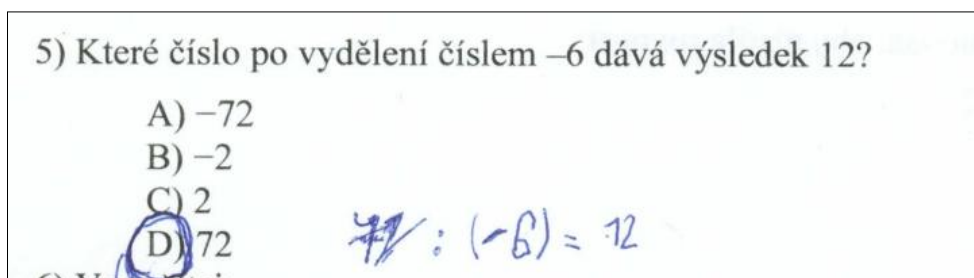 5) Které číslo po vydělení číslem –6 dává výsledek 12?
A) −72
B) −2
C) 2
D) 72
: (-6) = 12